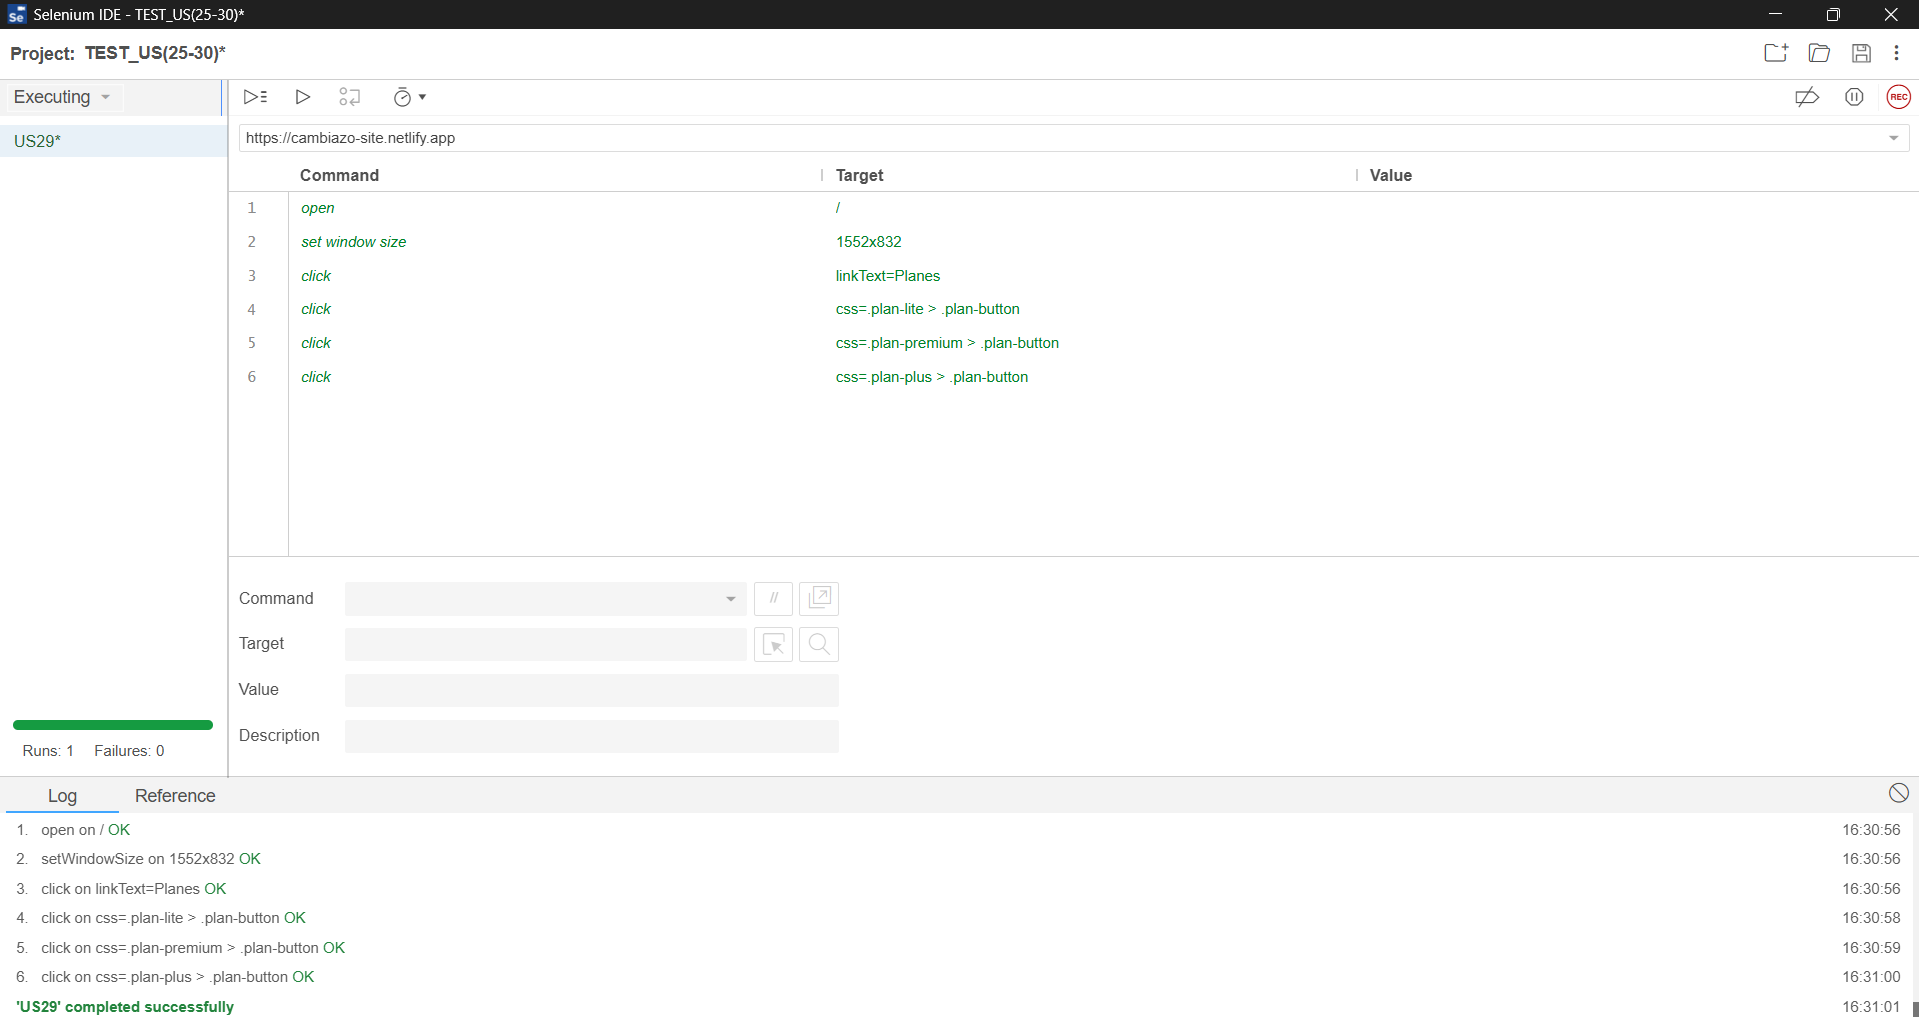 Se Selenium IDE - TEST_US(25-30)*
Project: TEST_US(25-30)*
Executing
REC
US29*
https://cambiazo-site.netlify.app
Command Target Value
1 open /
2 set window size 1552x832
3 click linkText=Planes
4 click css=.plan-lite > .plan-button
5 click css=.plan-premium > .plan-button
6 click css=.plan-plus > .plan-button
Command //
Target
Value
Description
Runs: 1 Failures: 0
Log Reference
1. open on / OK 16:30:56
2. setWindowSize on 1552x832 OK 16:30:56
3. click on linkText=Planes OK 16:30:56
4. click on css=.plan-lite > .plan-button OK 16:30:58
5. click on css=.plan-premium > .plan-button OK 16:30:59
6. click on css=.plan-plus > .plan-button OK 16:31:00
'US29' completed successfully 16:31:01